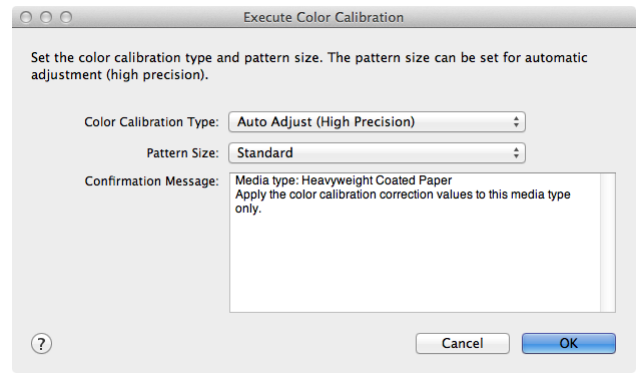 Execute Color Calibration
Set the color calibration type and pattern size. The pattern size can be set for automatic
adjustment (high precision).
Color Calibration Type: Auto Adjust (High Precision)
Pattern Size: Standard
Confirmation Message: Media type: Heavyweight Coated Paper
Apply the color calibration correction values to this media type
only.
? Cancel OK